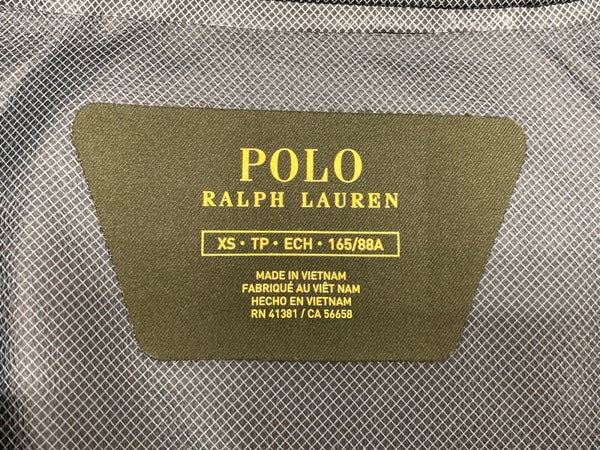 POLO
RALPH LAUREN
XS • TP • ECH • 165/88A
MADE IN VIETNAM
FABRIQUÉ AU VIÊT NAM
HECHO EN VIETNAM
RN 41381 / CA 56658